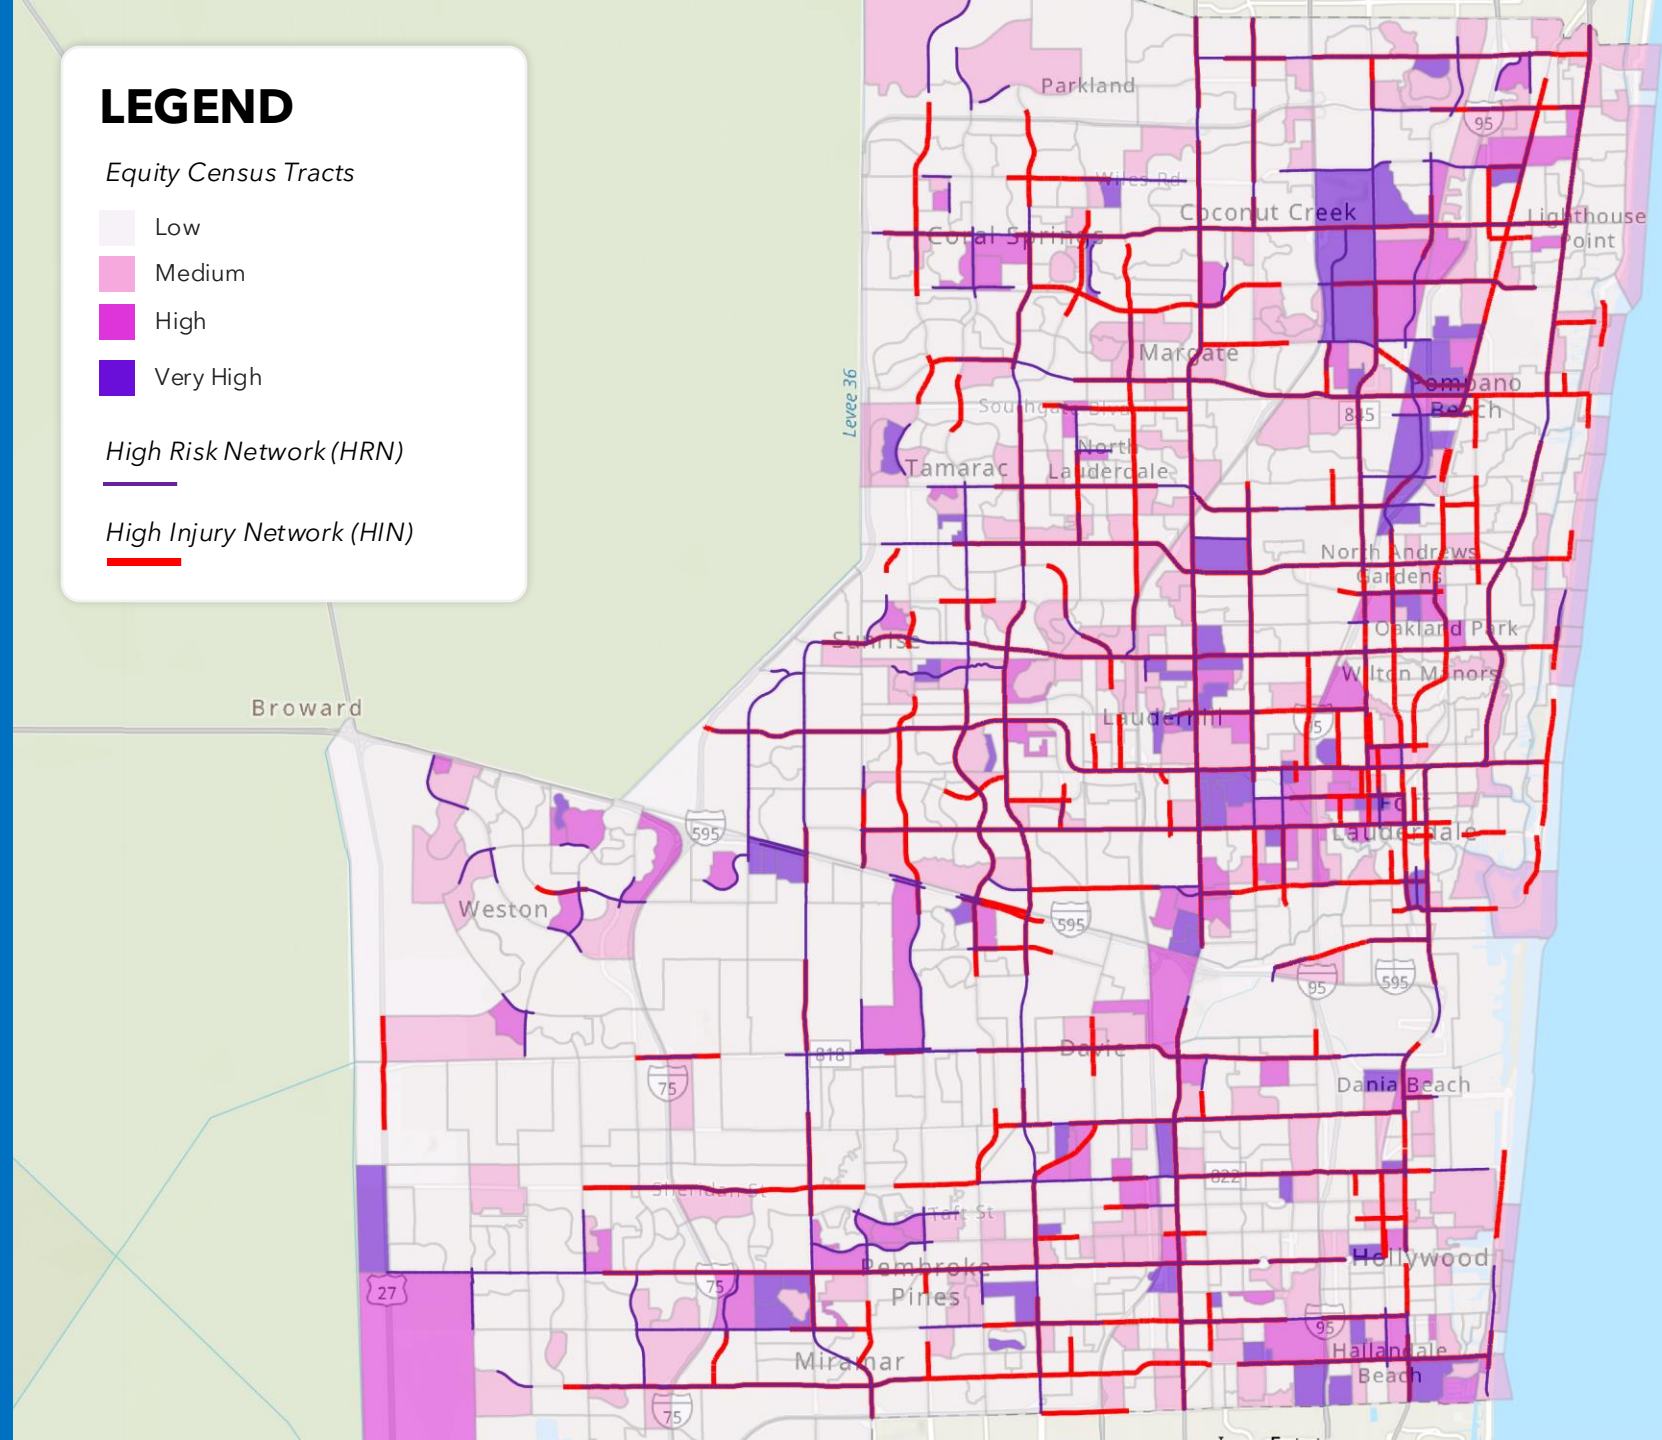 LEGEND
Equity Census Tracts
Low
Medium
High
Very High
High Risk Network (HRN)
High Injury Network (HIN)
Parkland
95
Wiles Rd
Coconut Creek
Lighthouse
Point
Coral Springs
Margate
Levee 36
Pompano
Beach
Southgate Blvd
845
North
Lauderdale
Tamarac
North Andrews
Gardens
Oakland Park
Sunrise
Wilton Manors
Broward
Lauderhill
95
Fort
Lauderdale
595
Weston
595
95
595
818
Davie
75
Dania Beach
822
Sheridan St
Taft St
Hollywood
Pembroke
Pines
75
27
95
Hallandale
Beach
Miramar
75